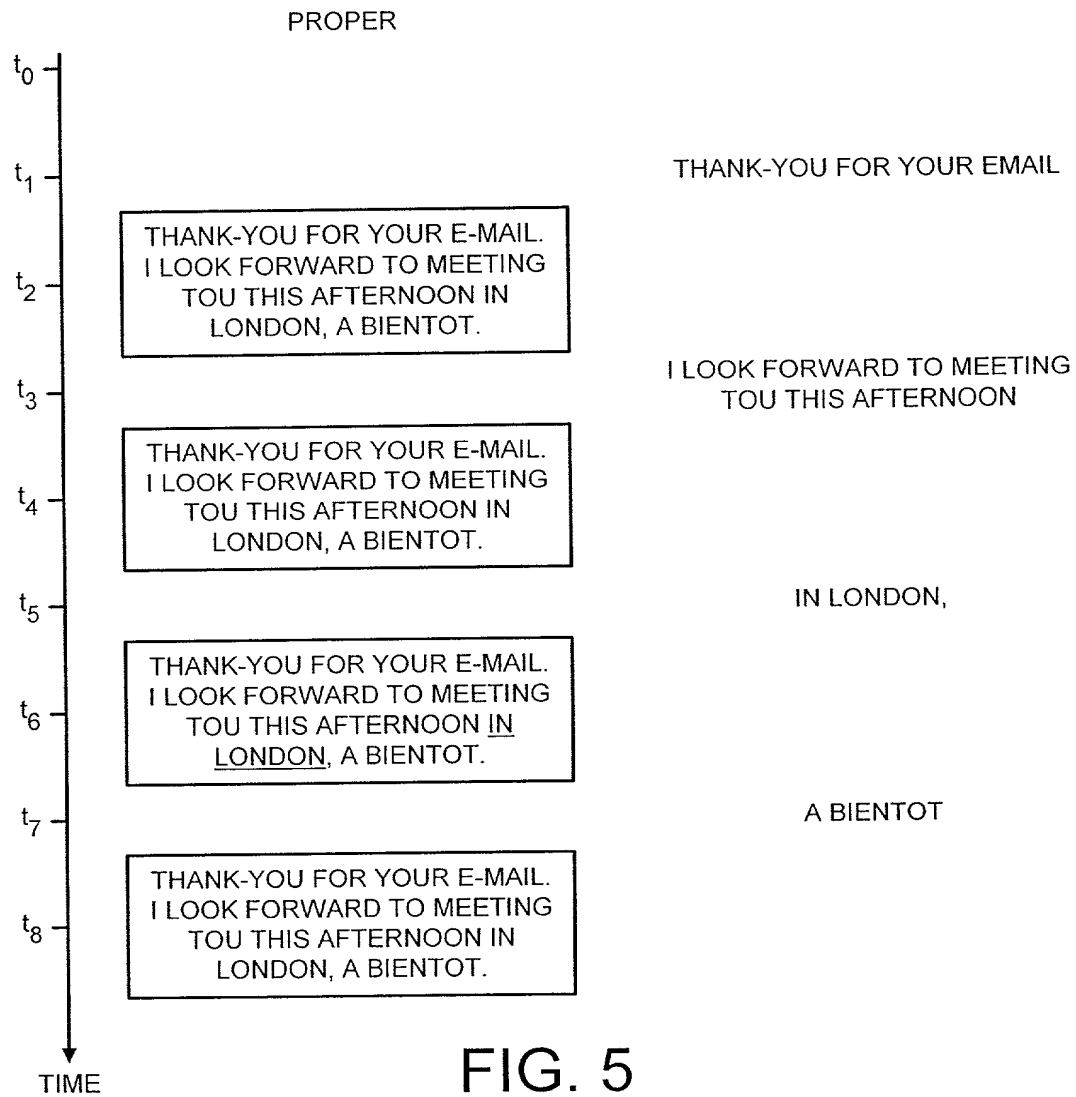 PROPER
t0
t1
THANK-YOU FOR YOUR EMAIL
THANK-YOU FOR YOUR E-MAIL.
I LOOK FORWARD TO MEETING
TOU THIS AFTERNOON IN
LONDON, A BIENTOT.
t2
I LOOK FORWARD TO MEETING
TOU THIS AFTERNOON
t3
THANK-YOU FOR YOUR E-MAIL.
I LOOK FORWARD TO MEETING
TOU THIS AFTERNOON IN
LONDON, A BIENTOT.
t4
t5
IN LONDON,
THANK-YOU FOR YOUR E-MAIL.
I LOOK FORWARD TO MEETING
TOU THIS AFTERNOON IN
LONDON, A BIENTOT.
t6
t7
A BIENTOT
THANK-YOU FOR YOUR E-MAIL.
I LOOK FORWARD TO MEETING
TOU THIS AFTERNOON IN
LONDON, A BIENTOT.
t8
TIME
FIG. 5